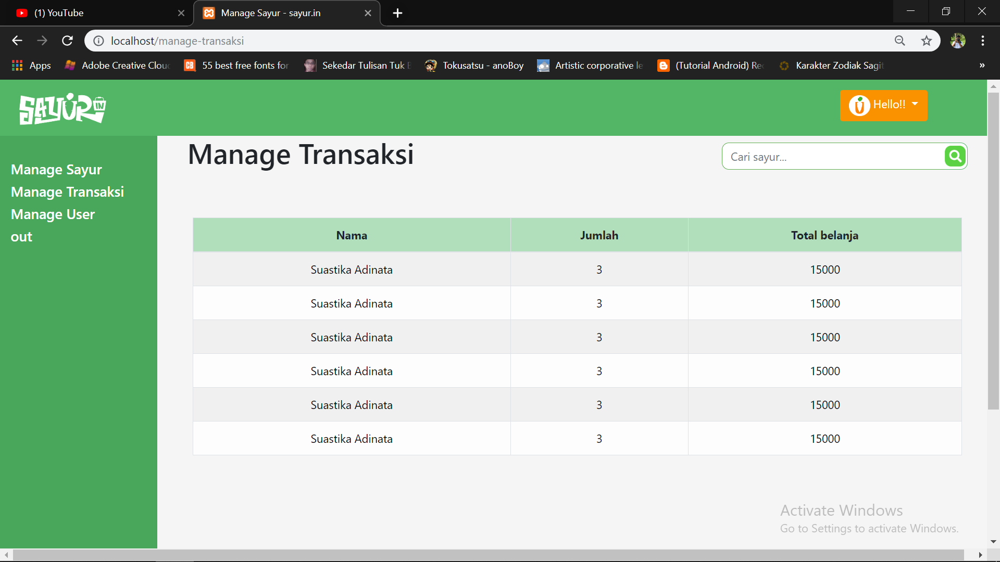 (1) YouTube
Manage Sayur - sayur.in
localhost/manage-transaksi
Apps
Adobe Creative Clou
55 best free fonts for
Sekedar Tulisan Tuk B
Tokusatsu - anoBoy
Artistic corporative le
(Tutorial Android) Re
Karakter Zodiak Sagit
»
SAYUR IN
Hello!!
Manage Sayur
Manage Transaksi
Manage User
out
Manage Transaksi
Cari sayur...
Nama Jumlah Total belanja
Suastika Adinata 3 15000
Suastika Adinata 3 15000
Suastika Adinata 3 15000
Suastika Adinata 3 15000
Suastika Adinata 3 15000
Suastika Adinata 3 15000
Activate Windows
Go to Settings to activate Windows.